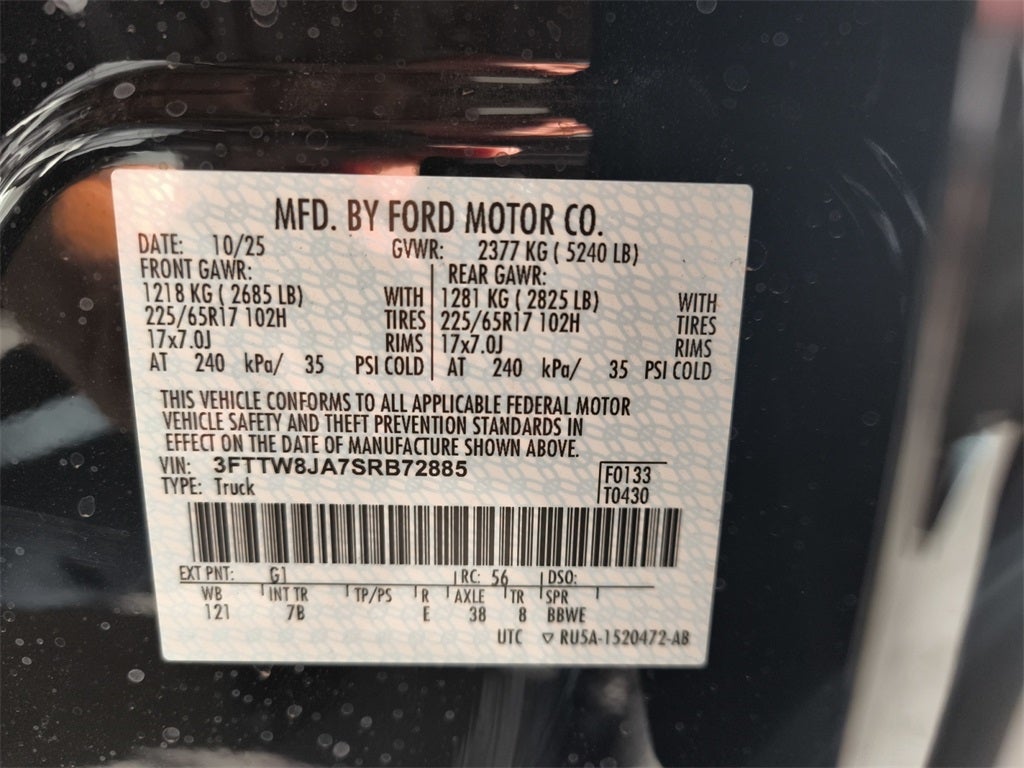 MFD. BY FORD MOTOR CO.
DATE: 10/25 GVWR: 2377 KG ( 5240 LB)
FRONT GAWR: REAR GAWR:
1218 KG ( 2685 LB) WITH 1281 KG ( 2825 LB) WITH
225/65R17 102H TIRES 225/65R17 102H TIRES
17x7.0J RIMS 17x7.0J RIMS
AT 240 kPa/ 35 PSI COLD AT 240 kPa/ 35 PSI COLD
THIS VEHICLE CONFORMS TO ALL APPLICABLE FEDERAL MOTOR
VEHICLE SAFETY AND THEFT PREVENTION STANDARDS IN
EFFECT ON THE DATE OF MANUFACTURE SHOWN ABOVE.
VIN: 3FTTW8JA7SRB72885 F0133
TYPE: Truck T0430
EXT PNT: G1 RC: 56 DSO:
WB INT TR TP/PS R AXLE TR SPR
121 7B E 38 8 BBWE
UTC ▽ RU5A-1520472-AB